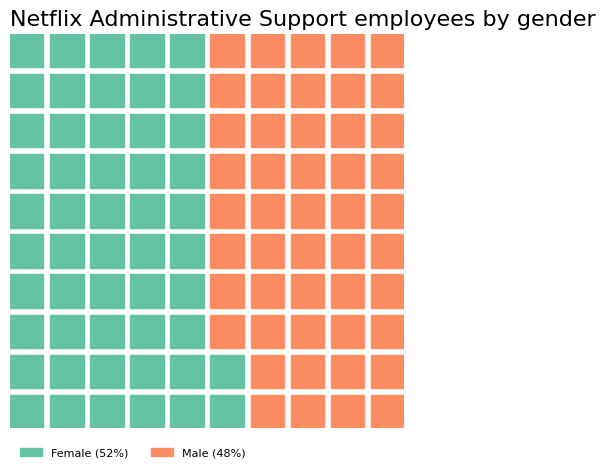 Netflix Administrative Support employees by gender
Female (52%) Male (48%)